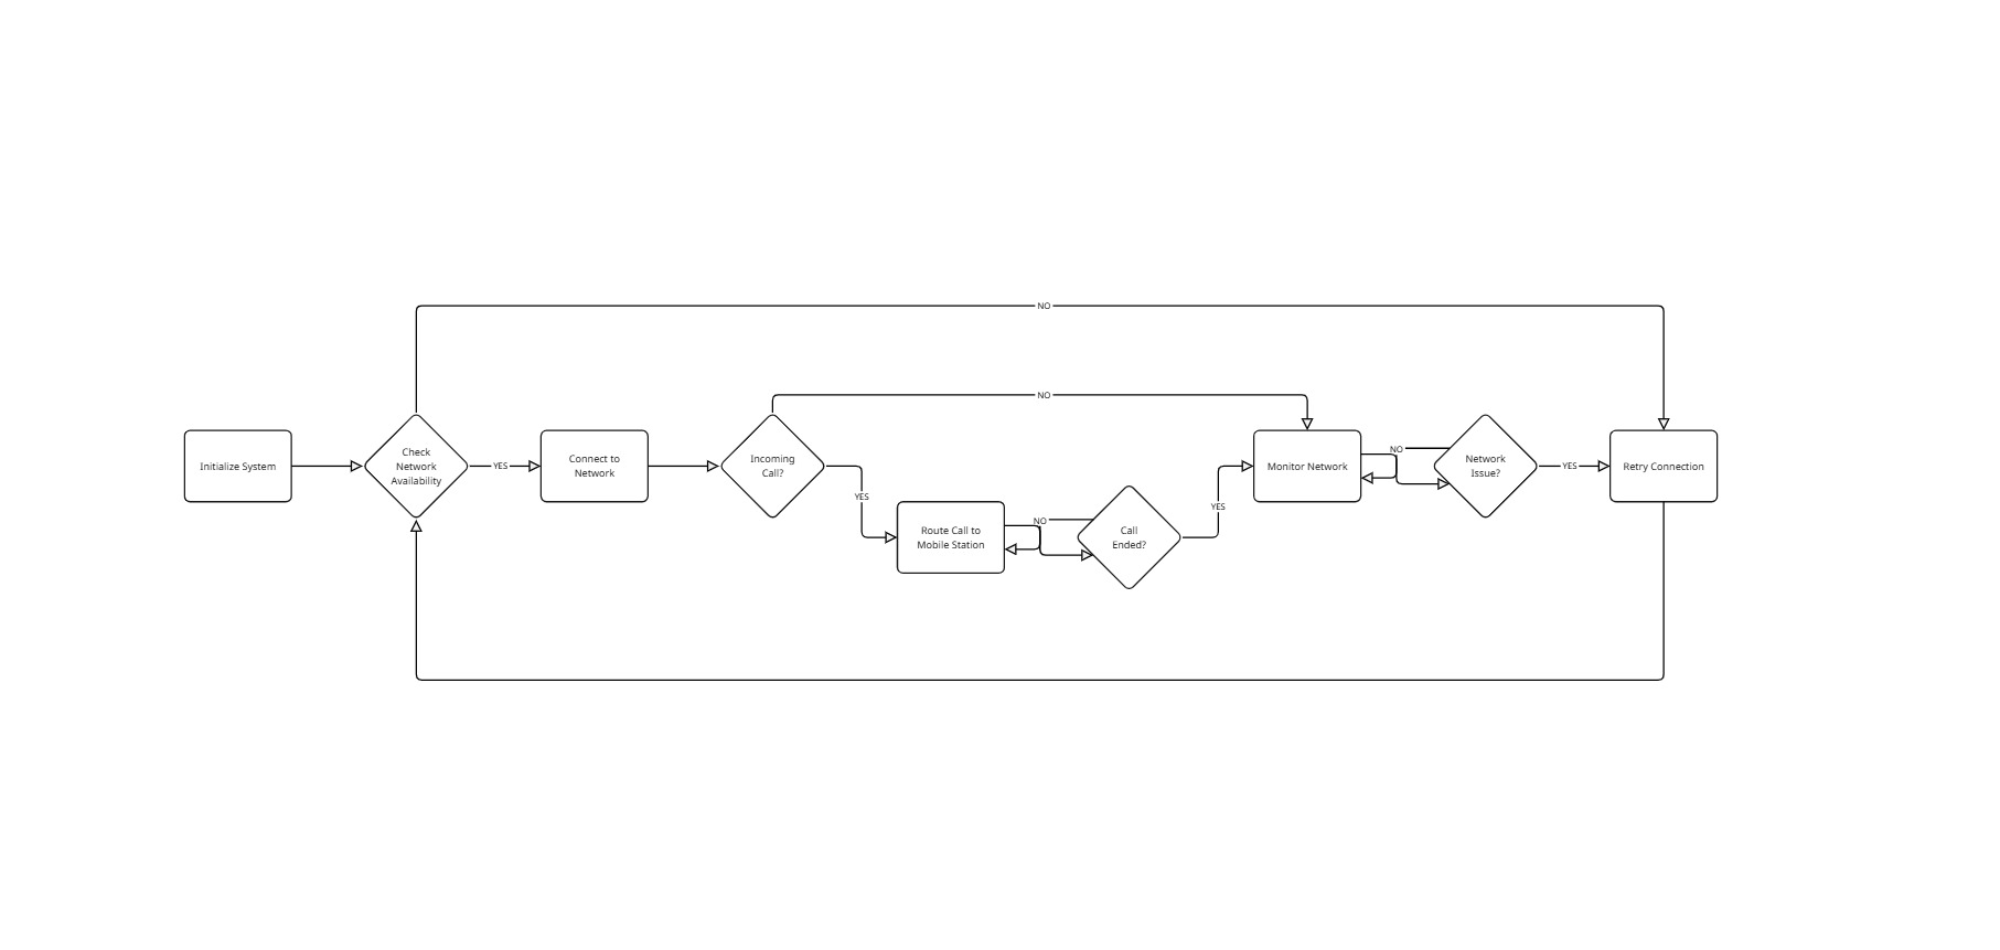 NO
NO
Initialize System
Check
Network
Availability
YES
Connect to
Network
Incoming
Call?
YES
Route Call to
Mobile Station
NO
Call
Ended?
YES
Monitor Network
NO
Network
Issue?
YES
Retry Connection